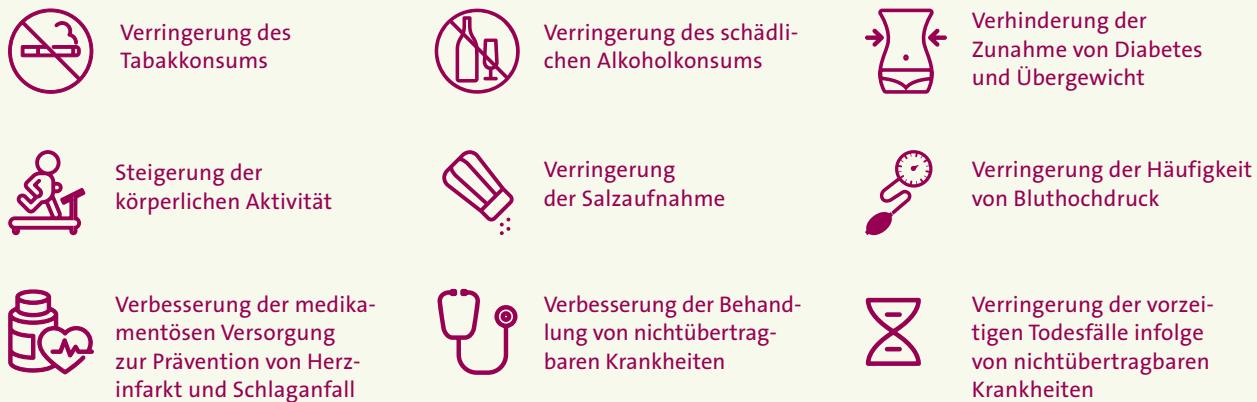 Verringerung des
Tabakkonsums
Verringerung des schädli-
chen Alkoholkonsums
Verhinderung der
Zunahme von Diabetes
und Übergewicht
Steigerung der
körperlichen Aktivität
Verringerung
der Salzaufnahme
Verringerung der Häufigkeit
von Bluthochdruck
Verbesserung der medika-
mentösen Versorgung
zur Prävention von Herz-
infarkt und Schlaganfall
Verbesserung der Behand-
lung von nichtübertrag-
baren Krankheiten
Verringerung der vorzei-
tigen Todesfälle infolge
von nichtübertragbaren
Krankheiten